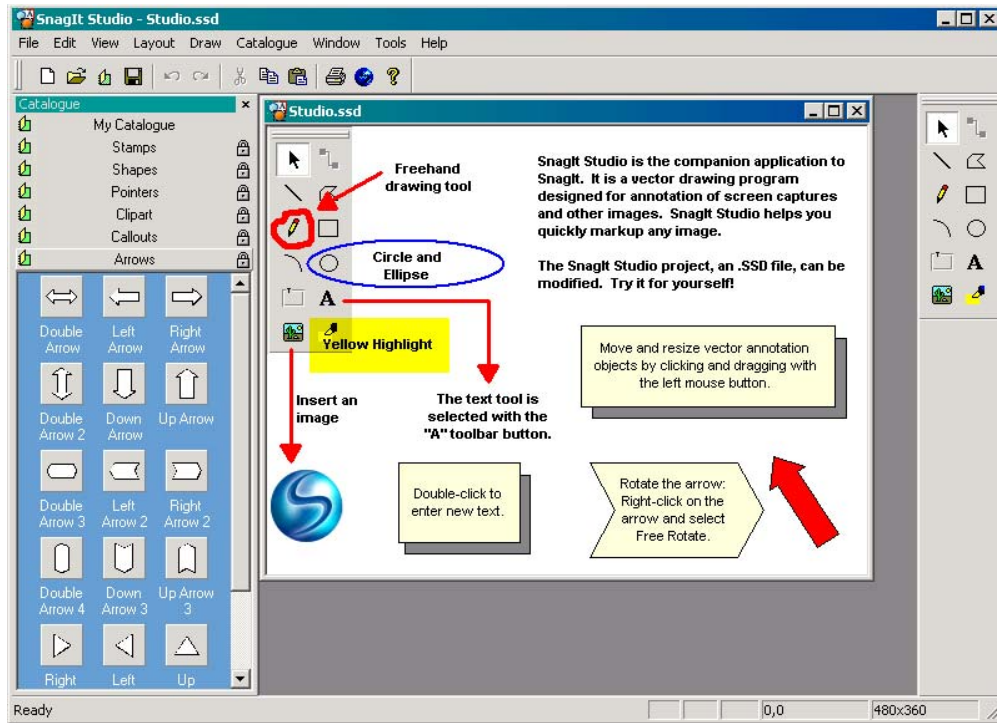 SnagIt Studio - Studio.ssd
File Edit View Layout Draw Catalogue Window Tools Help
Catalogue
My Catalogue
Stamps
Shapes
Pointers
Clipart
Callouts
Arrows
Double Arrow
Left Arrow
Right Arrow
Double Arrow 2
Down Arrow
Up Arrow
Double Arrow 3
Left Arrow 2
Right Arrow 2
Double Arrow 4
Down Arrow 3
Up Arrow 3
Right
Left
Up
Studio.ssd
Freehand
drawing tool
Circle and
Ellipse
A
Yellow Highlight
Insert an
image
The text tool is
selected with the
"A" toolbar button.
SnagIt Studio is the companion application to
SnagIt. It is a vector drawing program
designed for annotation of screen captures
and other images. SnagIt Studio helps you
quickly markup any image.
The SnagIt Studio project, an .SSD file, can be
modified. Try it for yourself!
Move and resize vector annotation
objects by clicking and dragging with
the left mouse button.
Double-click to
enter new text.
Rotate the arrow:
Right-click on the
arrow and select
Free Rotate.
A
Ready
0,0
480x360